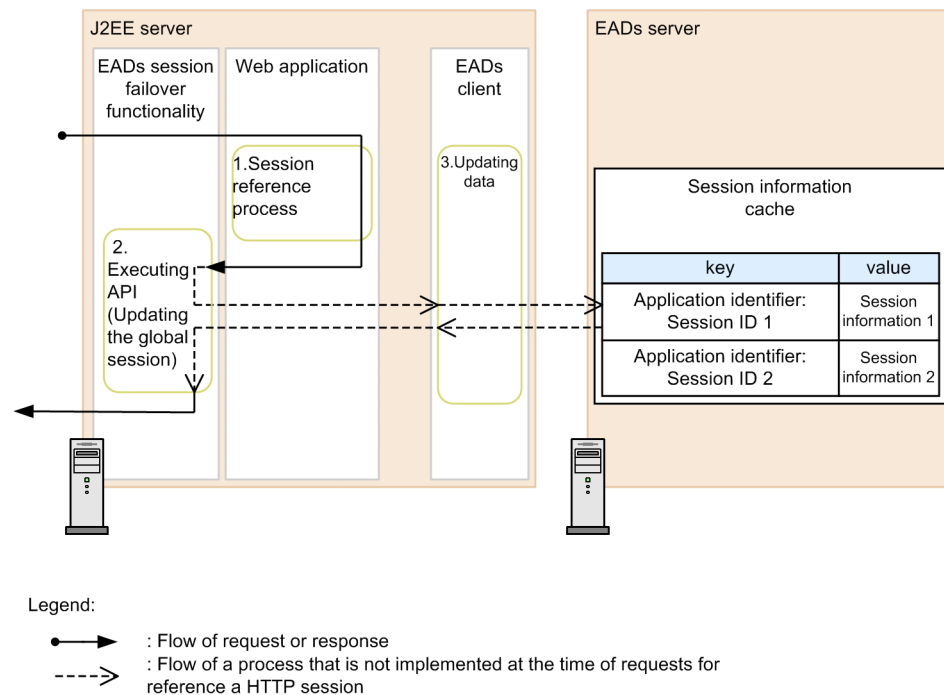 J2EE server
EADs session
failover
functionality
Web application
EADs
client
EADs server
1.Session
reference
process
3.Updating
data
2.
Executing
API
(Updating
the global
session)
Session information
cache
key
value
Application identifier:
Session ID 1
Session
information 1
Application identifier:
Session ID 2
Session
information 2
Legend:
: Flow of request or response
: Flow of a process that is not implemented at the time of requests for
reference a HTTP session